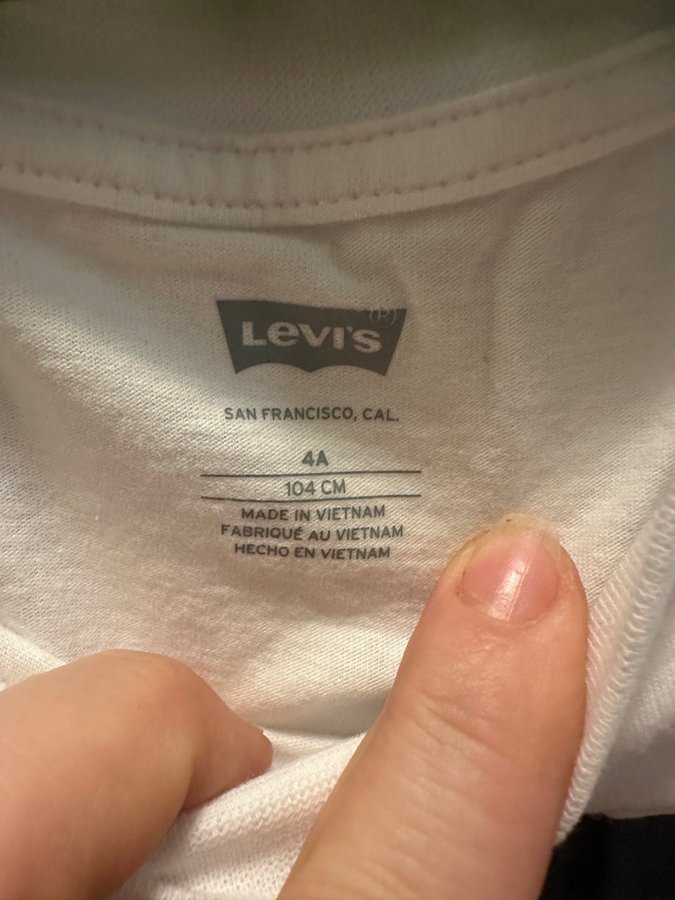 Levi's
SAN FRANCISCO, CAL.
4A
104 CM
MADE IN VIETNAM
FABRIQUÉ AU VIETNAM
HECHO EN VIETNAM